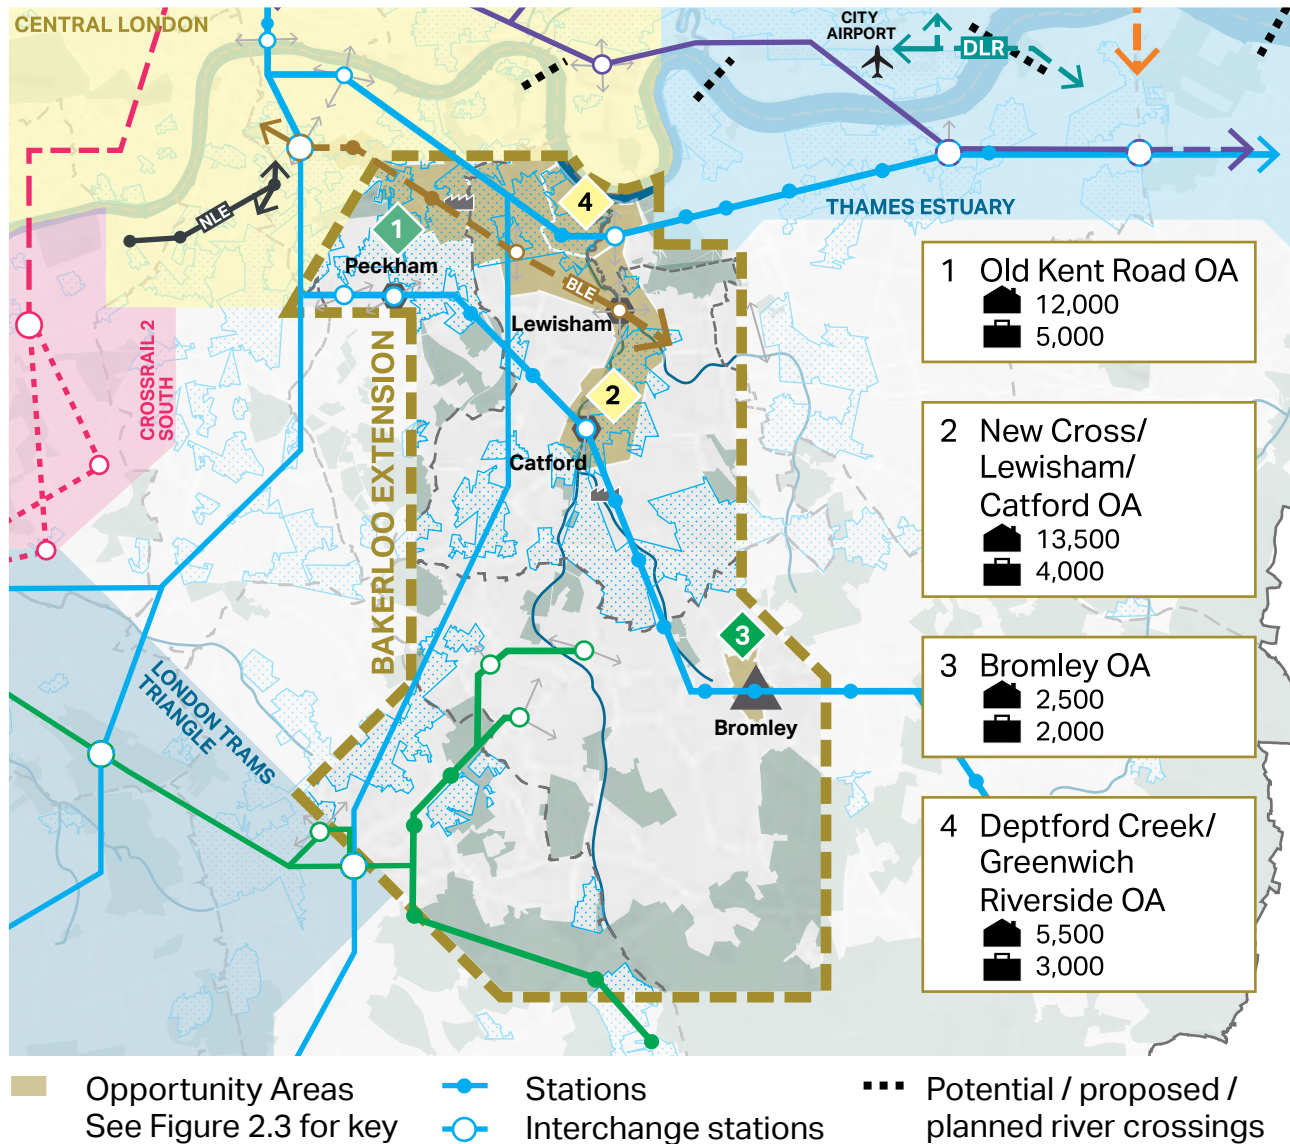 CENTRAL LONDON
CITY
AIRPORT
DLR
NLE
4
THAMES ESTUARY
1
Peckham
BLE
Lewisham
CROSSRAIL 2
SOUTH
BAKERLOO EXTENSION
2
Catford
3
Bromley
LONDON TRAMS
TRIANGLE
1 Old Kent Road OA
12,000
5,000
2 New Cross/
Lewisham/
Catford OA
13,500
4,000
3 Bromley OA
2,500
2,000
4 Deptford Creek/
Greenwich
Riverside OA
5,500
3,000
Opportunity Areas
See Figure 2.3 for key
Stations
Interchange stations
Potential / proposed /
planned river crossings